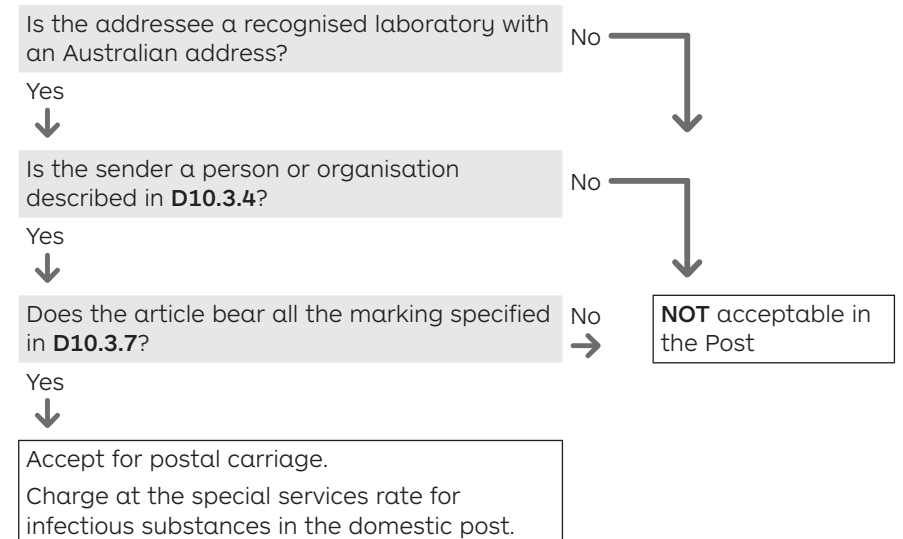 Is the addressee a recognised laboratory with
an Australian address?
No
Yes
Is the sender a person or organisation
described in D10.3.4?
No
Yes
Does the article bear all the marking specified
in D10.3.7?
No
NOT acceptable in
the Post
Yes
Accept for postal carriage.
Charge at the special services rate for
infectious substances in the domestic post.